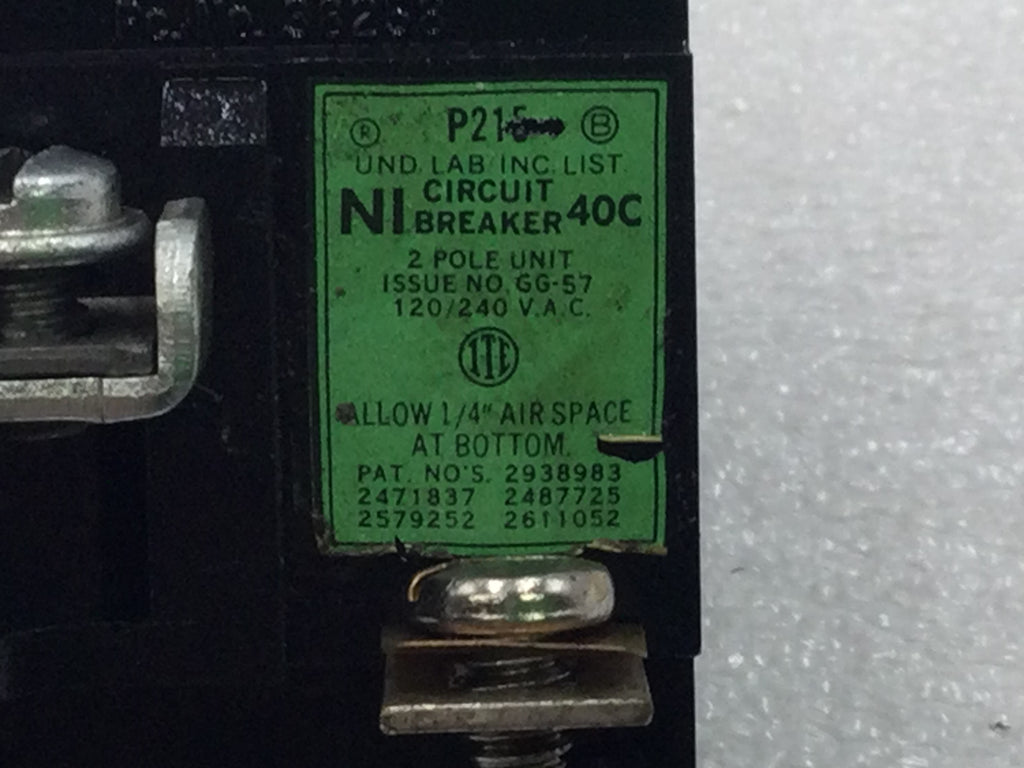 ® P215 Ⓑ
UND. LAB. INC. LIST
NI CIRCUIT BREAKER 40C
2 POLE UNIT
ISSUE NO. GG-57
120/240 V.A.C.
ITE
ALLOW 1/4" AIR SPACE
AT BOTTOM.
PAT. NO'S. 2938983
2471837 2487725
2579252 2611052